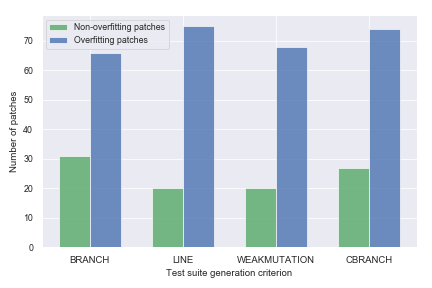 Non-overfitting patches
Overfitting patches
Number of patches
70
60
50
40
30
20
10
0
BRANCH
LINE
WEAKMUTATION
CBRANCH
Test suite generation criterion